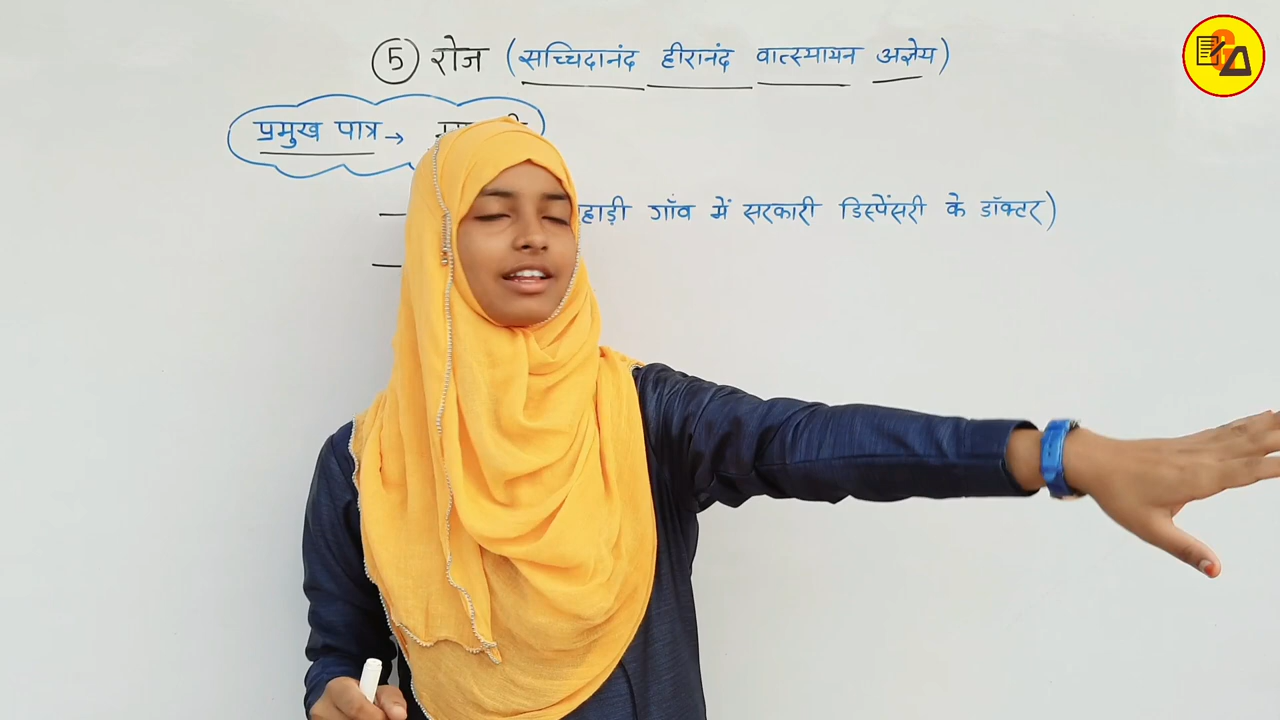 5 रोज (सच्चिदानंद हीरानंद वात्स्यायन अज्ञेय)
प्रमुख पात्र →
गाँव में सरकारी डिस्पेंसरी के डॉक्टर)